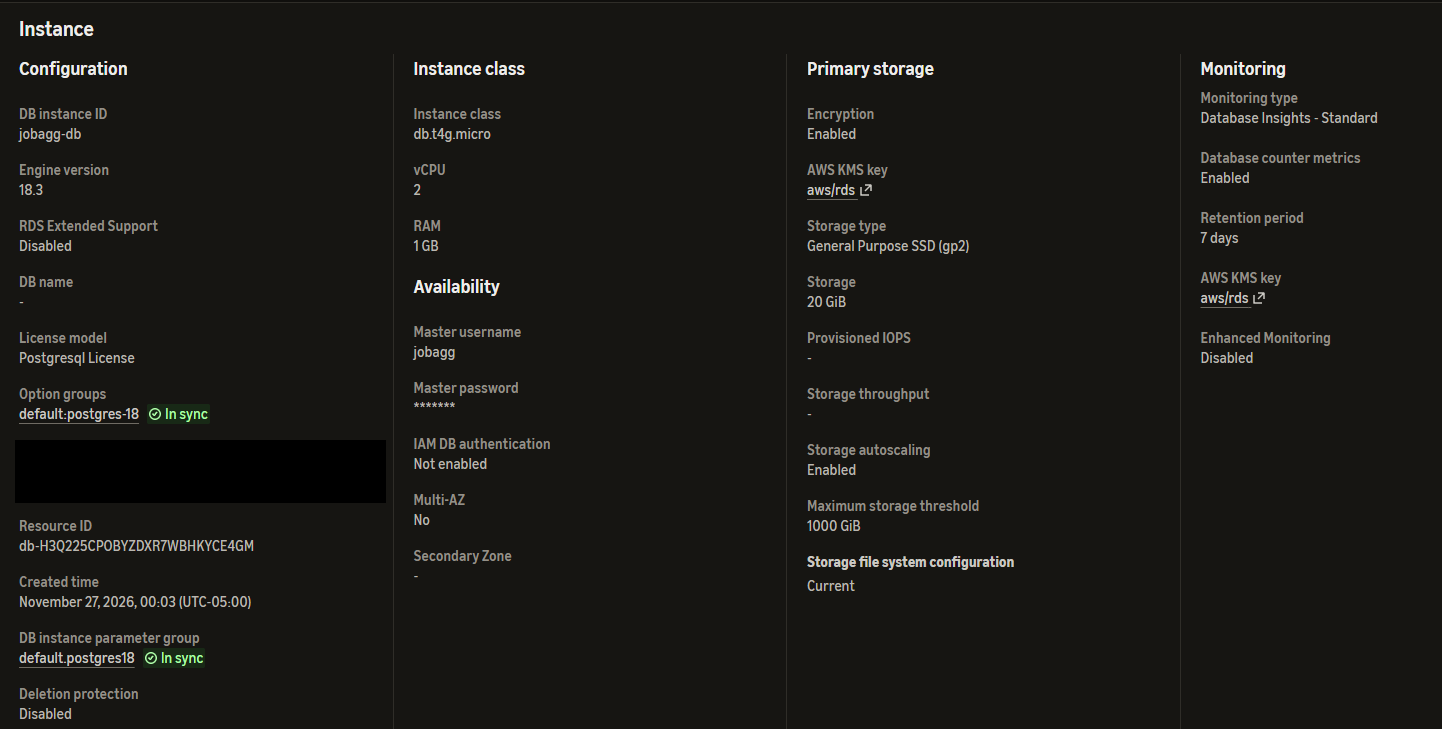 Instance
Configuration
DB instance ID
jobagg-db
Engine version
18.3
RDS Extended Support
Disabled
DB name
-
License model
Postgresql License
Option groups
default:postgres-18 In sync
Resource ID
db-H3Q225CPOBYZDXR7WBHKYCE4GM
Created time
November 27, 2026, 00:03 (UTC-05:00)
DB instance parameter group
default.postgres18 In sync
Deletion protection
Disabled
Instance class
Instance class
db.t4g.micro
vCPU
2
RAM
1 GB
Availability
Master username
jobagg
Master password
*******
IAM DB authentication
Not enabled
Multi-AZ
No
Secondary Zone
-
Primary storage
Encryption
Enabled
AWS KMS key
aws/rds
Storage type
General Purpose SSD (gp2)
Storage
20 GiB
Provisioned IOPS
-
Storage throughput
-
Storage autoscaling
Enabled
Maximum storage threshold
1000 GiB
Storage file system configuration
Current
Monitoring
Monitoring type
Database Insights - Standard
Database counter metrics
Enabled
Retention period
7 days
AWS KMS key
aws/rds
Enhanced Monitoring
Disabled